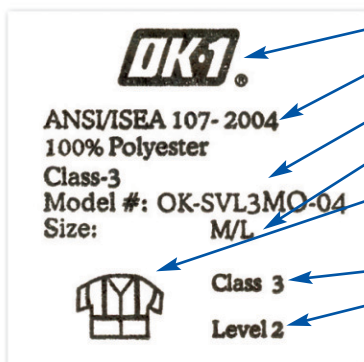 OK·1®
ANSI/ISEA 107-2004
100% Polyester
Class-3
Model #: OK-SVL3MO-04
Size: M/L
Class 3
Level 2